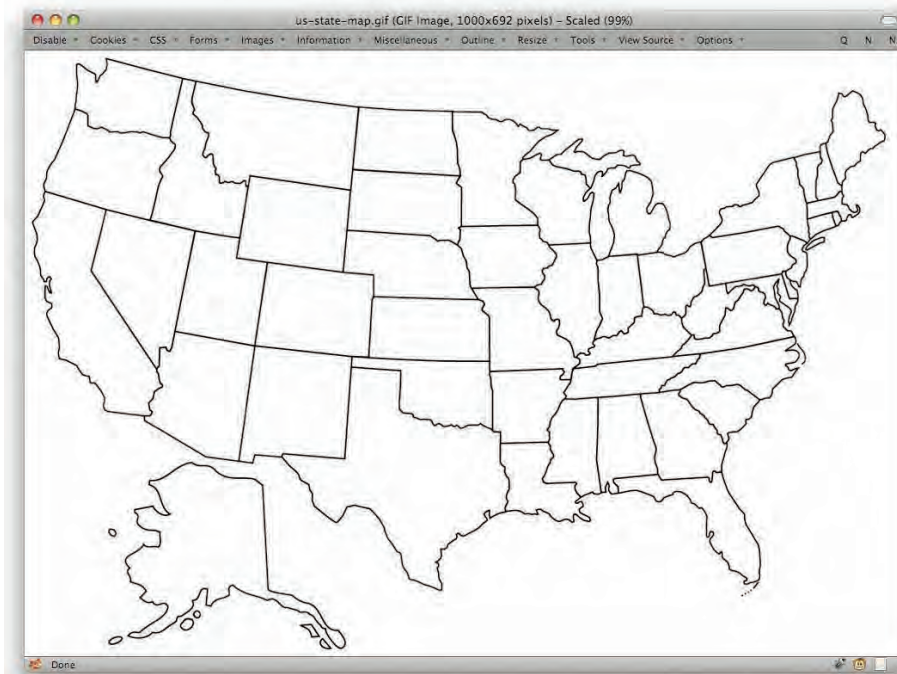 us-state-map.gif (GIF Image, 1000x692 pixels) – Scaled (99%)
Disable Cookies CSS Forms Images Information Miscellaneous Outline Resize Tools View Source Options Q N N
Done